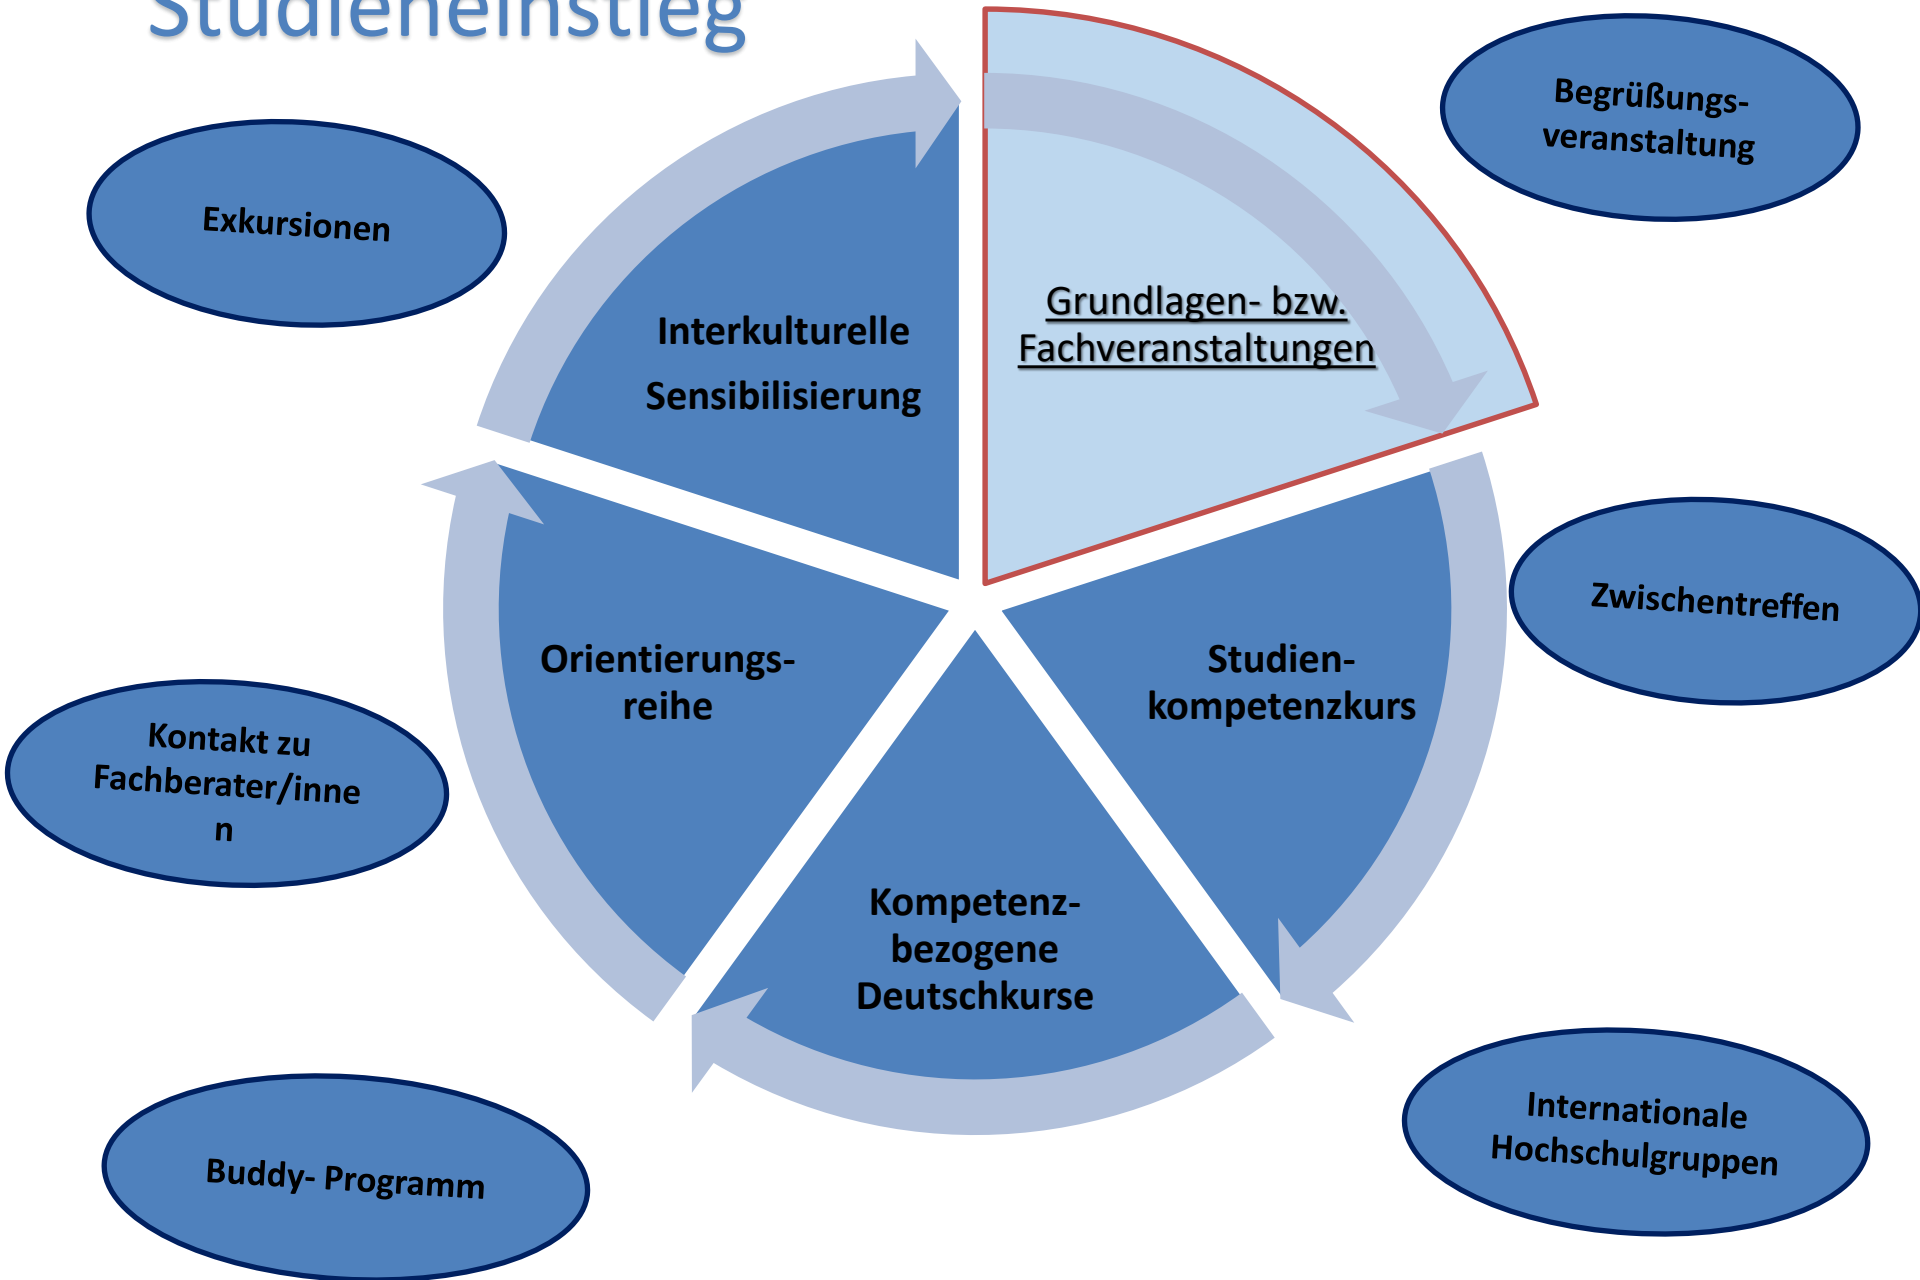 Studieneinstieg
Begrüßungs-
veranstaltung
Exkursionen
Grundlagen- bzw.
Fachveranstaltungen
Interkulturelle
Sensibilisierung
Zwischentreffen
Studien-
kompetenzkurs
Orientierungs-
reihe
Kontakt zu
Fachberater/inne
n
Kompetenz-
bezogene
Deutschkurse
Internationale
Hochschulgruppen
Buddy- Programm